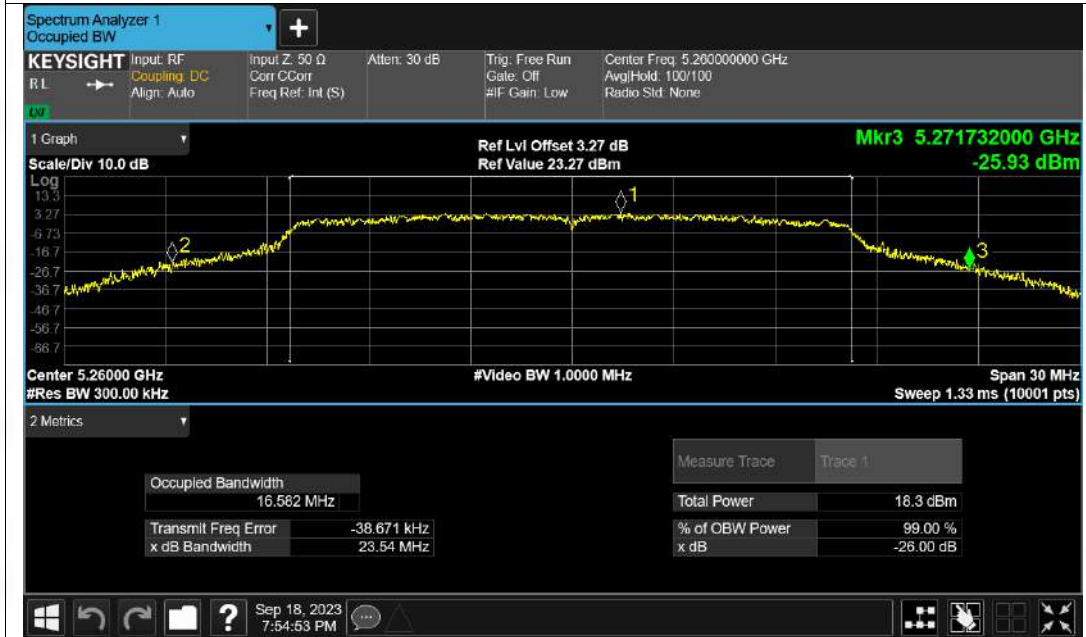 Spectrum Analyzer 1
Occupied BW
+
KEYSIGHT
R L
LXI
Input: RF
Coupling: DC
Align: Auto
Input Z: 50 Ω
Corr CCorr
Freq Ref: Int (S)
Atten: 30 dB
Trig: Free Run
Gate: Off
#IF Gain: Low
Center Freq: 5.260000000 GHz
Avg|Hold: 100/100
Radio Std: None
1 Graph
Scale/Div 10.0 dB
Ref Lvl Offset 3.27 dB
Ref Value 23.27 dBm
Mkr3 5.271732000 GHz
-25.93 dBm
Log
13.3
3.27
-6.73
-16.7
-26.7
-36.7
-46.7
-56.7
-66.7
1
2
3
Center 5.26000 GHz
#Res BW 300.00 kHz
#Video BW 1.0000 MHz
Span 30 MHz
Sweep 1.33 ms (10001 pts)
2 Metrics
Measure Trace Trace 1
Occupied Bandwidth
16.582 MHz
Total Power 18.3 dBm
Transmit Freq Error -38.671 kHz
% of OBW Power 99.00 %
x dB Bandwidth 23.54 MHz
x dB -26.00 dB
?
Sep 18, 2023
7:54:53 PM